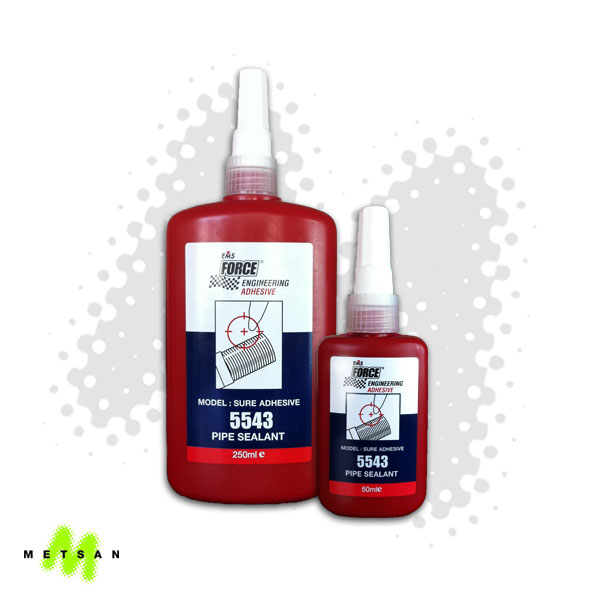 EMS
FORCE®
ENGINEERING
ADHESIVE
MODEL : SURE ADHESIVE
5543
PIPE SEALANT
250ml e
EMS
FORCE
ENGINEERING
ADHESIVE
MODEL : SURE ADHESIVE
5543
PIPE SEALANT
50ml e
METSAN